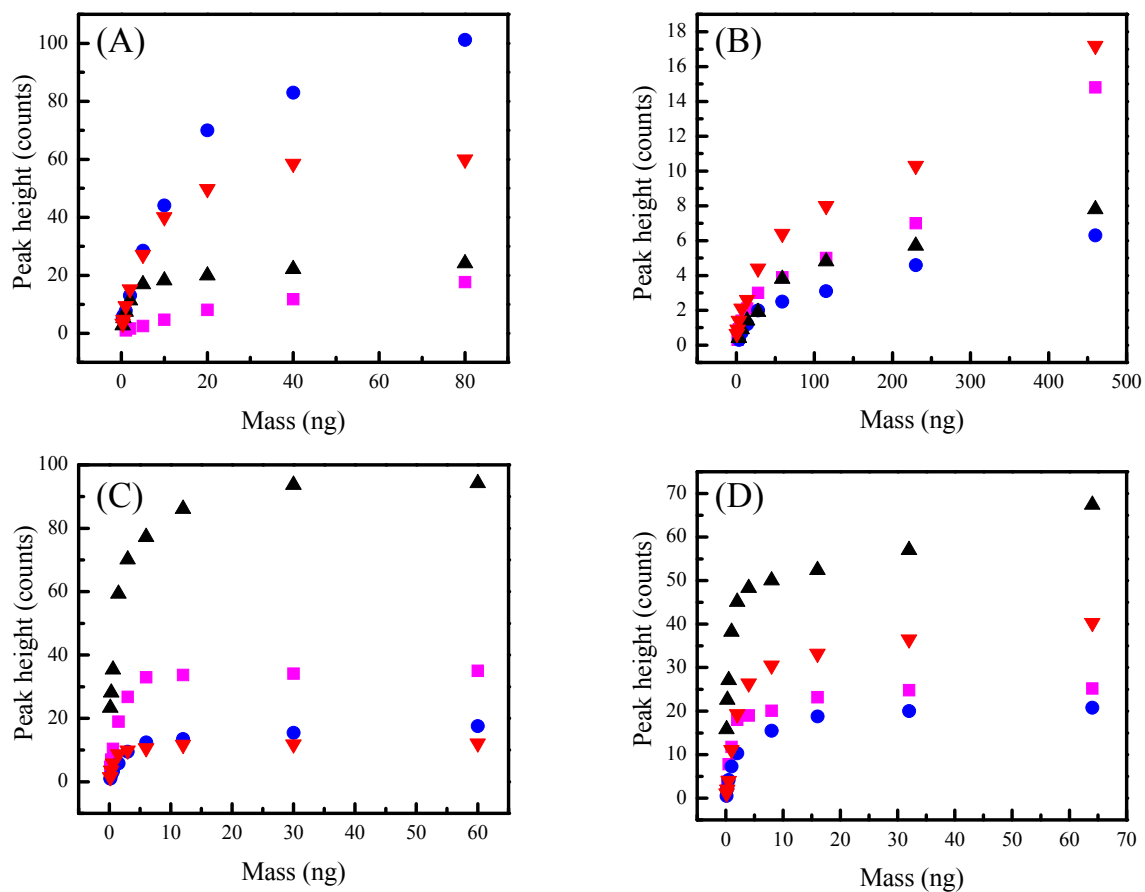 (A)
Peak height (counts)
100
80
60
40
20
0
0 20 40 60 80
Mass (ng)
(B)
Peak height (counts)
18
16
14
12
10
8
6
4
2
0
0 100 200 300 400 500
Mass (ng)
(C)
Peak height (counts)
100
80
60
40
20
0
0 10 20 30 40 50 60
Mass (ng)
(D)
Peak height (counts)
70
60
50
40
30
20
10
0
0 10 20 30 40 50 60 70
Mass (ng)